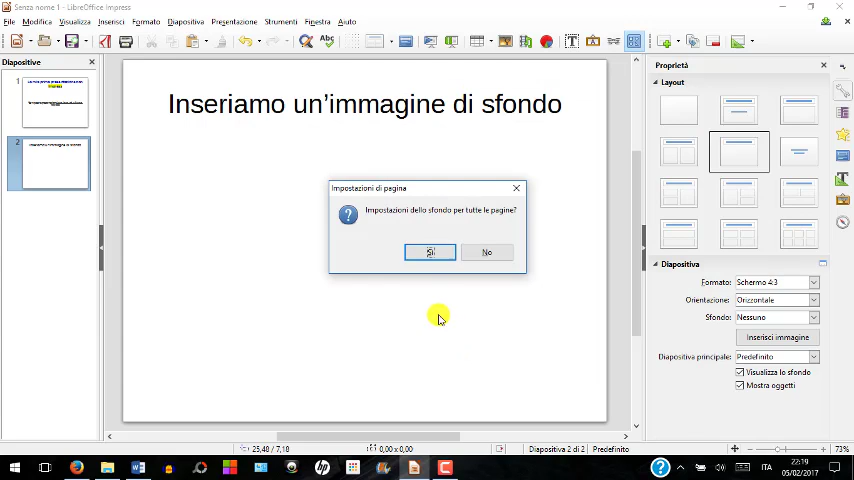 Senza nome 1 - LibreOffice Impress
File Modifica Visualizza Inserisci Formato Diapositiva Presentazione Strumenti Finestra Aiuto
Diapositive
1
2
Inseriamo un'immagine di sfondo
Impostazioni di pagina
Impostazioni dello sfondo per tutte le pagine?
Sì
No
Proprietà
Layout
Diapositiva
Formato: Schermo 4:3
Orientazione: Orizzontale
Sfondo: Nessuno
Inserisci immagine
Diapositiva principale: Predefinito
Visualizza lo sfondo
Mostra oggetti
25,48 / 7,18
0,00 x 0,00
Diapositiva 2 di 2
Predefinito
73%
hp
ITA
22:19
05/02/2017